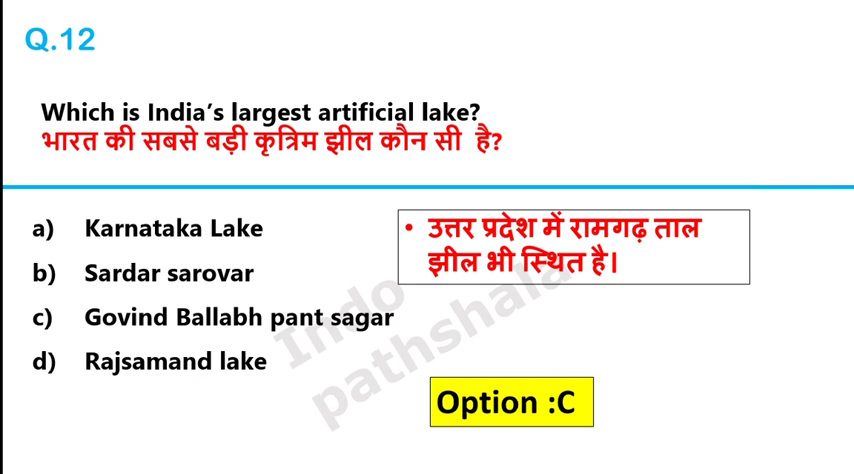 Q.12
Which is India’s largest artificial lake?
भारत की सबसे बड़ी कृत्रिम झील कौन सी है?
a) Karnataka Lake
b) Sardar sarovar
c) Govind Ballabh pant sagar
d) Rajsamand lake
• उत्तर प्रदेश में रामगढ़ ताल
झील भी स्थित है।
Indo
pathshala
Option :C